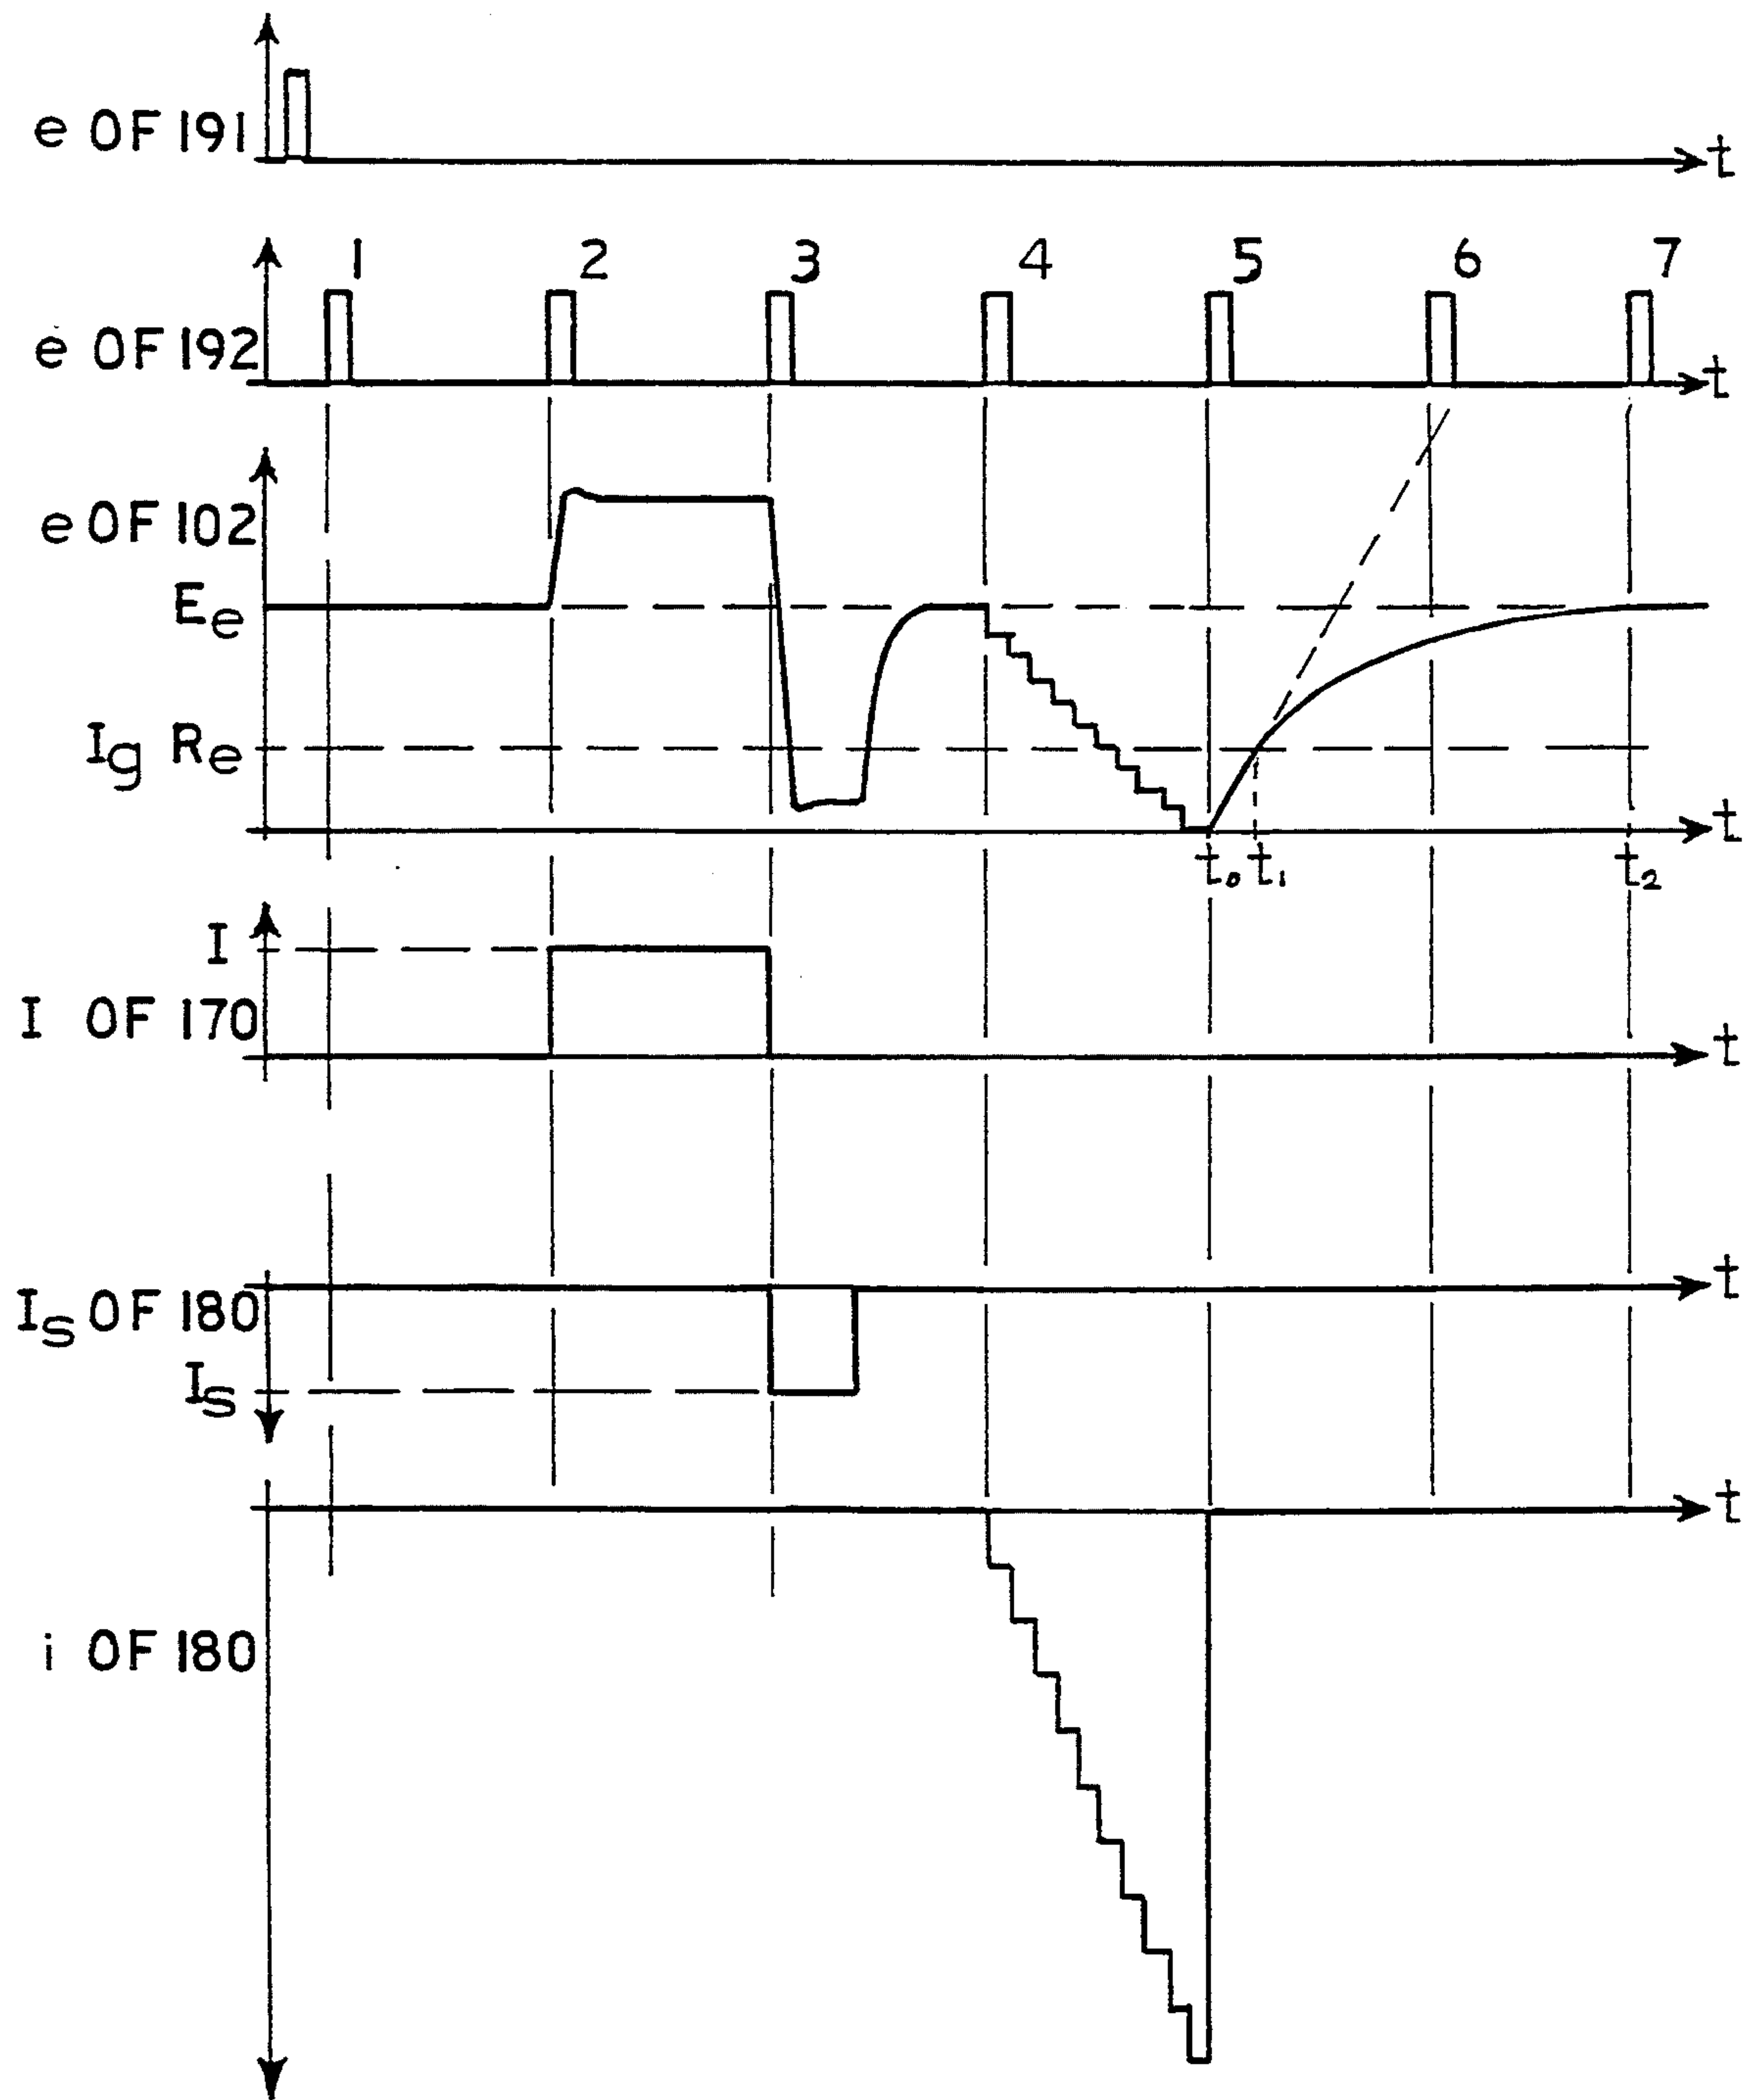 e OF 191
t
1 2 3 4 5 6 7
e OF 192
t
e OF 102
Ee
Ig Re
t
t₀ t₁ t₂
I
I OF 170
t
t
Is OF 180
Is
t
i OF 180